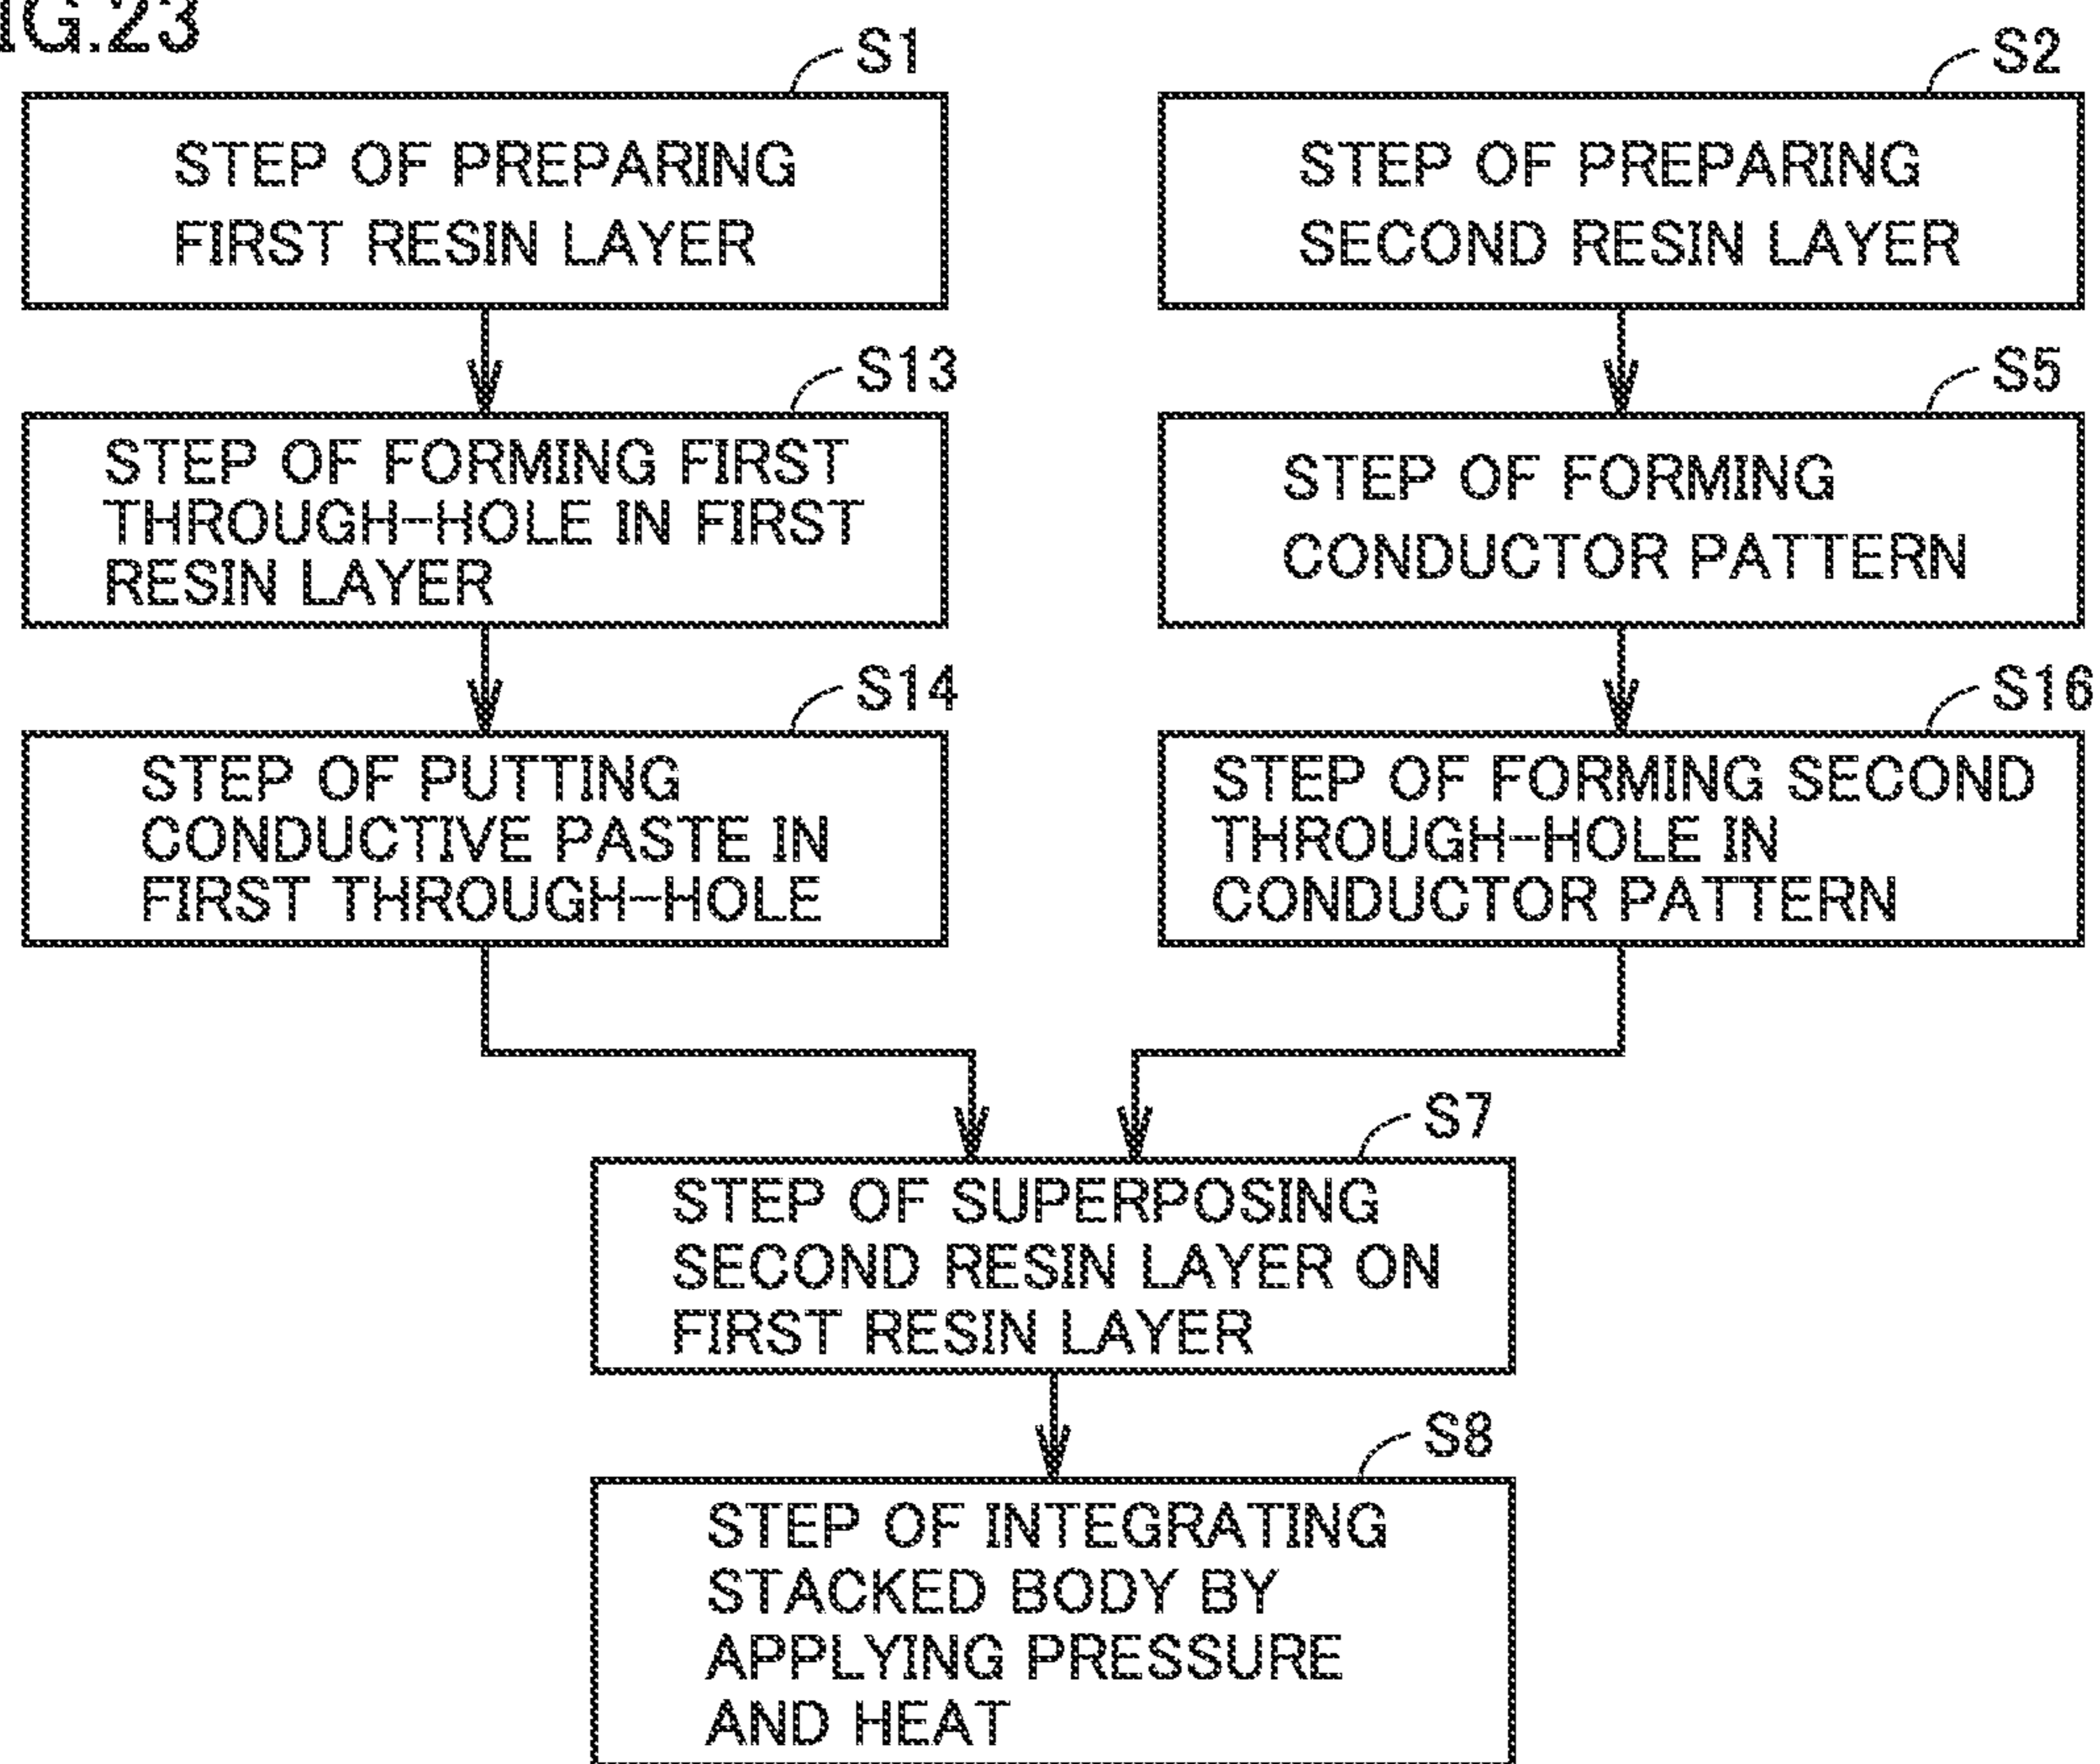 FIG.23
S1
STEP OF PREPARING
FIRST RESIN LAYER
S2
STEP OF PREPARING
SECOND RESIN LAYER
S13
STEP OF FORMING FIRST
THROUGH-HOLE IN FIRST
RESIN LAYER
S5
STEP OF FORMING
CONDUCTOR PATTERN
S14
STEP OF PUTTING
CONDUCTIVE PASTE IN
FIRST THROUGH-HOLE
S16
STEP OF FORMING SECOND
THROUGH-HOLE IN
CONDUCTOR PATTERN
S7
STEP OF SUPERPOSING
SECOND RESIN LAYER ON
FIRST RESIN LAYER
S8
STEP OF INTEGRATING
STACKED BODY BY
APPLYING PRESSURE
AND HEAT